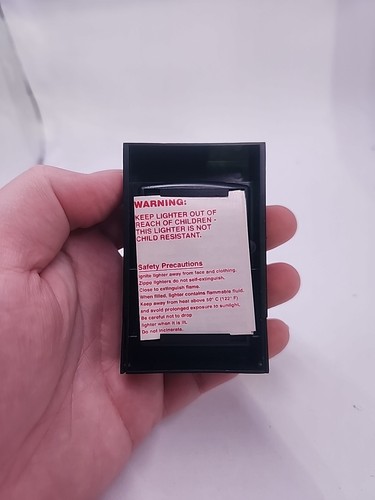 WARNING:
KEEP LIGHTER OUT OF
REACH OF CHILDREN -
THIS LIGHTER IS NOT
CHILD RESISTANT.
Safety Precautions
Ignite lighter away from face and clothing.
Zippo lighters do not self-extinguish.
Close to extinguish flame.
When filled, lighter contains flammable fluid.
Keep away from heat above 50° C (122° F)
and avoid prolonged exposure to sunlight.
Be careful not to drop
lighter when it is lit.
Do not incinerate.